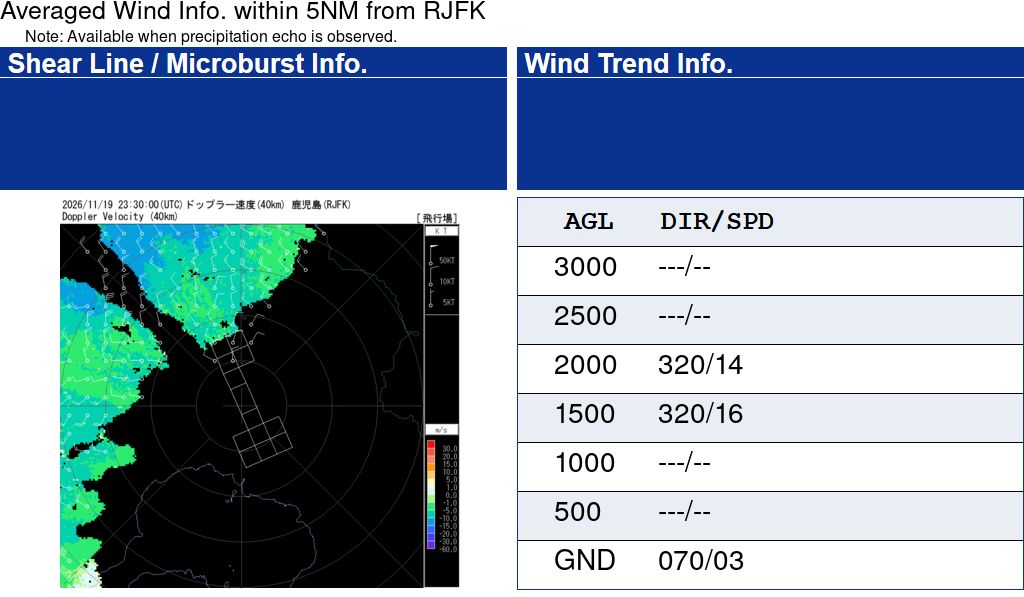 Averaged Wind Info. within 5NM from RJFK
Note: Available when precipitation echo is observed.
Shear Line / Microburst Info.
Wind Trend Info.
2026/11/19 23:30:00(UTC) ドップラー速度(40km) 鹿児島(RJFK)
Doppler Velocity (40km)
[飛行場]
K T
50KT
10KT
5KT
m/s
30.0
20.0
15.0
10.0
5.0
1.0
0.0
-1.0
-5.0
-10.0
-15.0
-20.0
-30.0
-60.0
AGL DIR/SPD
3000 ---/--
2500 ---/--
2000 320/14
1500 320/16
1000 ---/--
500 ---/--
GND 070/03